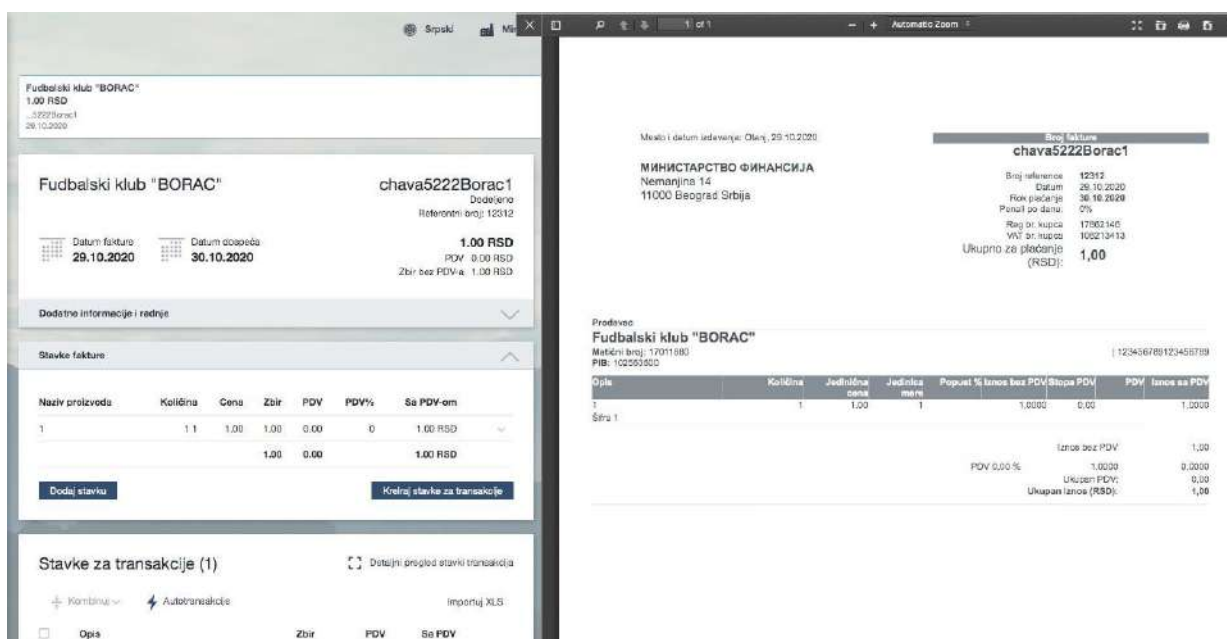 Srpski
Fudbalski klub "BORAC"
1.00 RSD
...5222Borac1
29.10.2020
Fudbalski klub "BORAC"
chava5222Borac1
Dodeljeno
Referentni broj: 12312
Datum fakture
29.10.2020
Datum dospeća
30.10.2020
1.00 RSD
PDV 0.00 RSD
Zbir bez PDV-a 1.00 RSD
Dodatne informacije i radnje
Stavke fakture
Naziv proizvoda Količina Cena Zbir PDV PDV% Sa PDV-om
1 1 1 1.00 1.00 0.00 0 1.00 RSD
1.00 0.00 1.00 RSD
Dodaj stavku
Kreiraj stavke za transakcije
Stavke za transakcije (1)
Detaljni pregled stavki transakcija
Kombinuj
Autotransakcije
Importuj XLS
Opis Zbir PDV Sa PDV
1 of 1
Automatic Zoom
Mesto i datum izdavanja: 29.10.2020
Broj fakture
chava5222Borac1
МИНИСТАРСТВО ФИНАНСИЈА
Nemanjina 14
11000 Beograd Srbija
Broj reference 12312
Datum 29.10.2020
Rok plaćanja 30.10.2020
Penali po danu: 0%
Reg br. kupca
VAT br. kupca 108213413
Ukupno za plaćanje (RSD): 1,00
Prodavac
Fudbalski klub "BORAC"
Matični broj:
PIB:
123456789123456789
Opis Količina Jedinična cena Jedinica mere Popust % Iznos bez PDV Stopa PDV PDV Iznos sa PDV
1 1 1.00 1 1,0000 0,00 1,0000
Šifra 1
Iznos bez PDV 1,00
PDV 0,00 % 1,0000 0,0000
Ukupan PDV: 0,00
Ukupan Iznos (RSD): 1,00